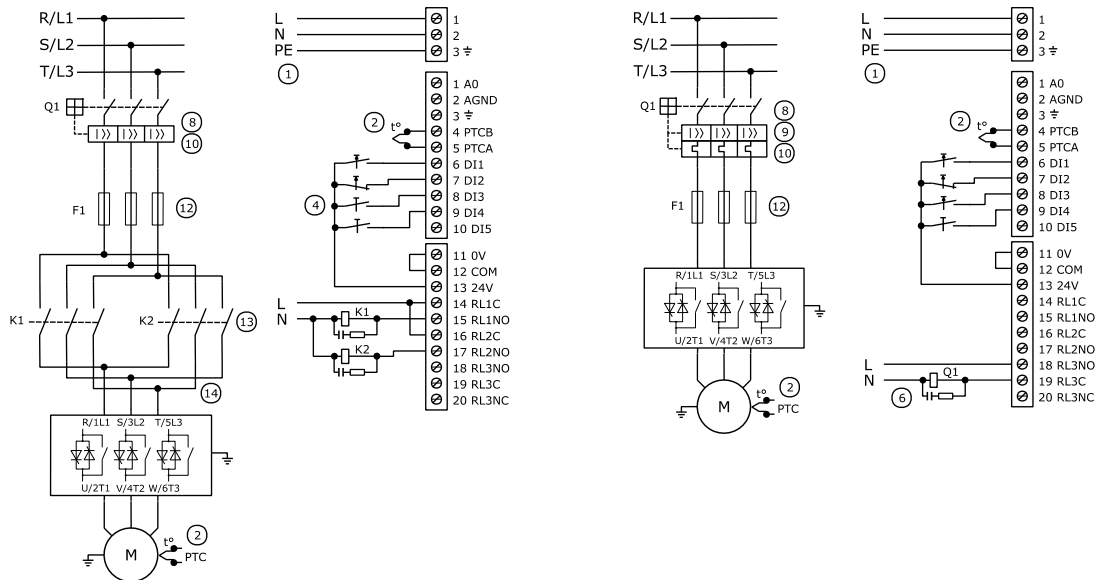 R/L1
S/L2
T/L3
Q1
8
10
F1
12
K1
K2
13
14
R/1L1 S/3L2 T/5L3
U/2T1 V/4T2 W/6T3
M
t°
2
PTC
L
N
PE
1
1
2
3
2
t°
4
1 A0
2 AGND
3
4 PTCB
5 PTCA
6 DI1
7 DI2
8 DI3
9 DI4
10 DI5
11 0V
12 COM
13 24V
14 RL1C
15 RL1NO
16 RL2C
17 RL2NO
18 RL3NO
19 RL3C
20 RL3NC
L
N
K1
K2
R/L1
S/L2
T/L3
Q1
8
9
10
F1
12
R/1L1 S/3L2 T/5L3
U/2T1 V/4T2 W/6T3
M
t°
2
PTC
L
N
PE
1
1
2
3
2
t°
1 A0
2 AGND
3
4 PTCB
5 PTCA
6 DI1
7 DI2
8 DI3
9 DI4
10 DI5
11 0V
12 COM
13 24V
14 RL1C
15 RL1NO
16 RL2C
17 RL2NO
18 RL3NO
19 RL3C
20 RL3NC
L
N
6
Q1